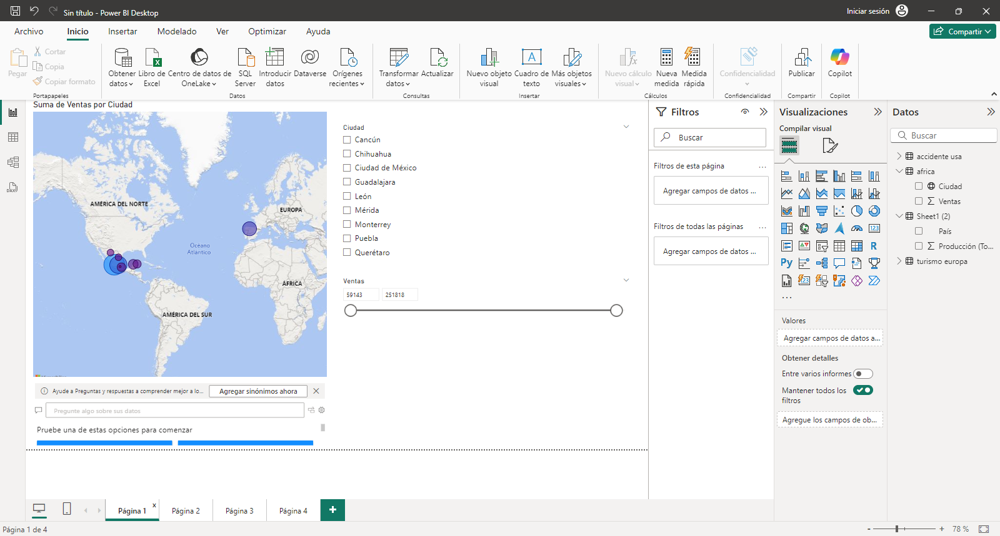 Sin título - Power BI Desktop
Iniciar sesión
Archivo
Inicio
Insertar
Modelado
Ver
Optimizar
Ayuda
Compartir
Pegar
Cortar
Copia
Copiar formato
Portapapeles
Obtener datos
Libro de Excel
Centro de datos de OneLake
SQL Server
Introducir datos
Dataverse
Orígenes recientes
Datos
Transformar datos
Actualizar
Consultas
Nuevo objeto visual
Cuadro de texto
Más objetos visuales
Insertar
Nuevo cálculo visual
Nueva medida
Medida rápida
Cálculos
Confidencialidad
Confidencialidad
Publicar
Compartir
Copilot
Copilot
DAX
Suma de Ventas por Ciudad
AMÉRICA DEL NORTE
EUROPA
Océano
Atlántico
ÁFRICA
AMÉRICA DEL SUR
Ciudad
Cancún
Chihuahua
Ciudad de México
Guadalajara
León
Mérida
Monterrey
Puebla
Querétaro
Ventas
59143
251818
Ayude a Preguntas y respuestas a comprender mejor a lo...
Agregar sinónimos ahora
Pregunte algo sobre sus datos
Pruebe una de estas opciones para comenzar
Filtros
Buscar
Filtros de esta página
...
Agregar campos de datos ...
Filtros de todas las páginas
...
Agregar campos de datos ...
Visualizaciones
Compilar visual
123
R
Py
...
Valores
Agregar campos de datos a...
Obtener detalles
Entre varios informes
Mantener todos los
filtros
Agregue los campos de ob...
Datos
Buscar
accidente usa
africa
Ciudad
Ventas
Sheet1 (2)
País
Producción (To...
turismo europa
Página 1
x
Página 2
Página 3
Página 4
+
Página 1 de 4
- + 78 %